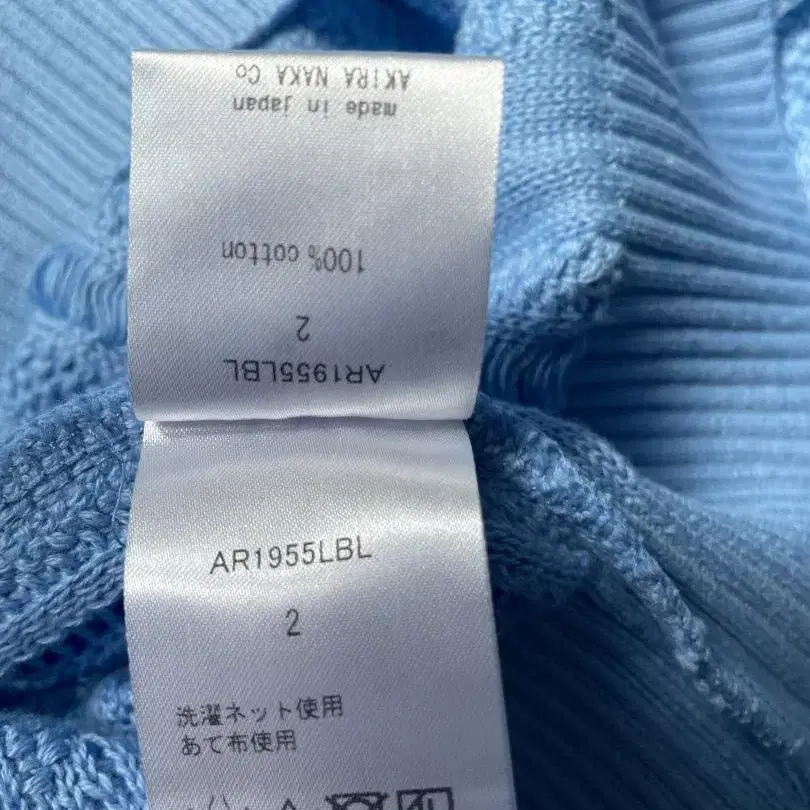 AR1955LBL
2
100% cotton
made in japan
AKIRA NAKA Co
AR1955LBL
2
洗濯ネット使用
あて布使用